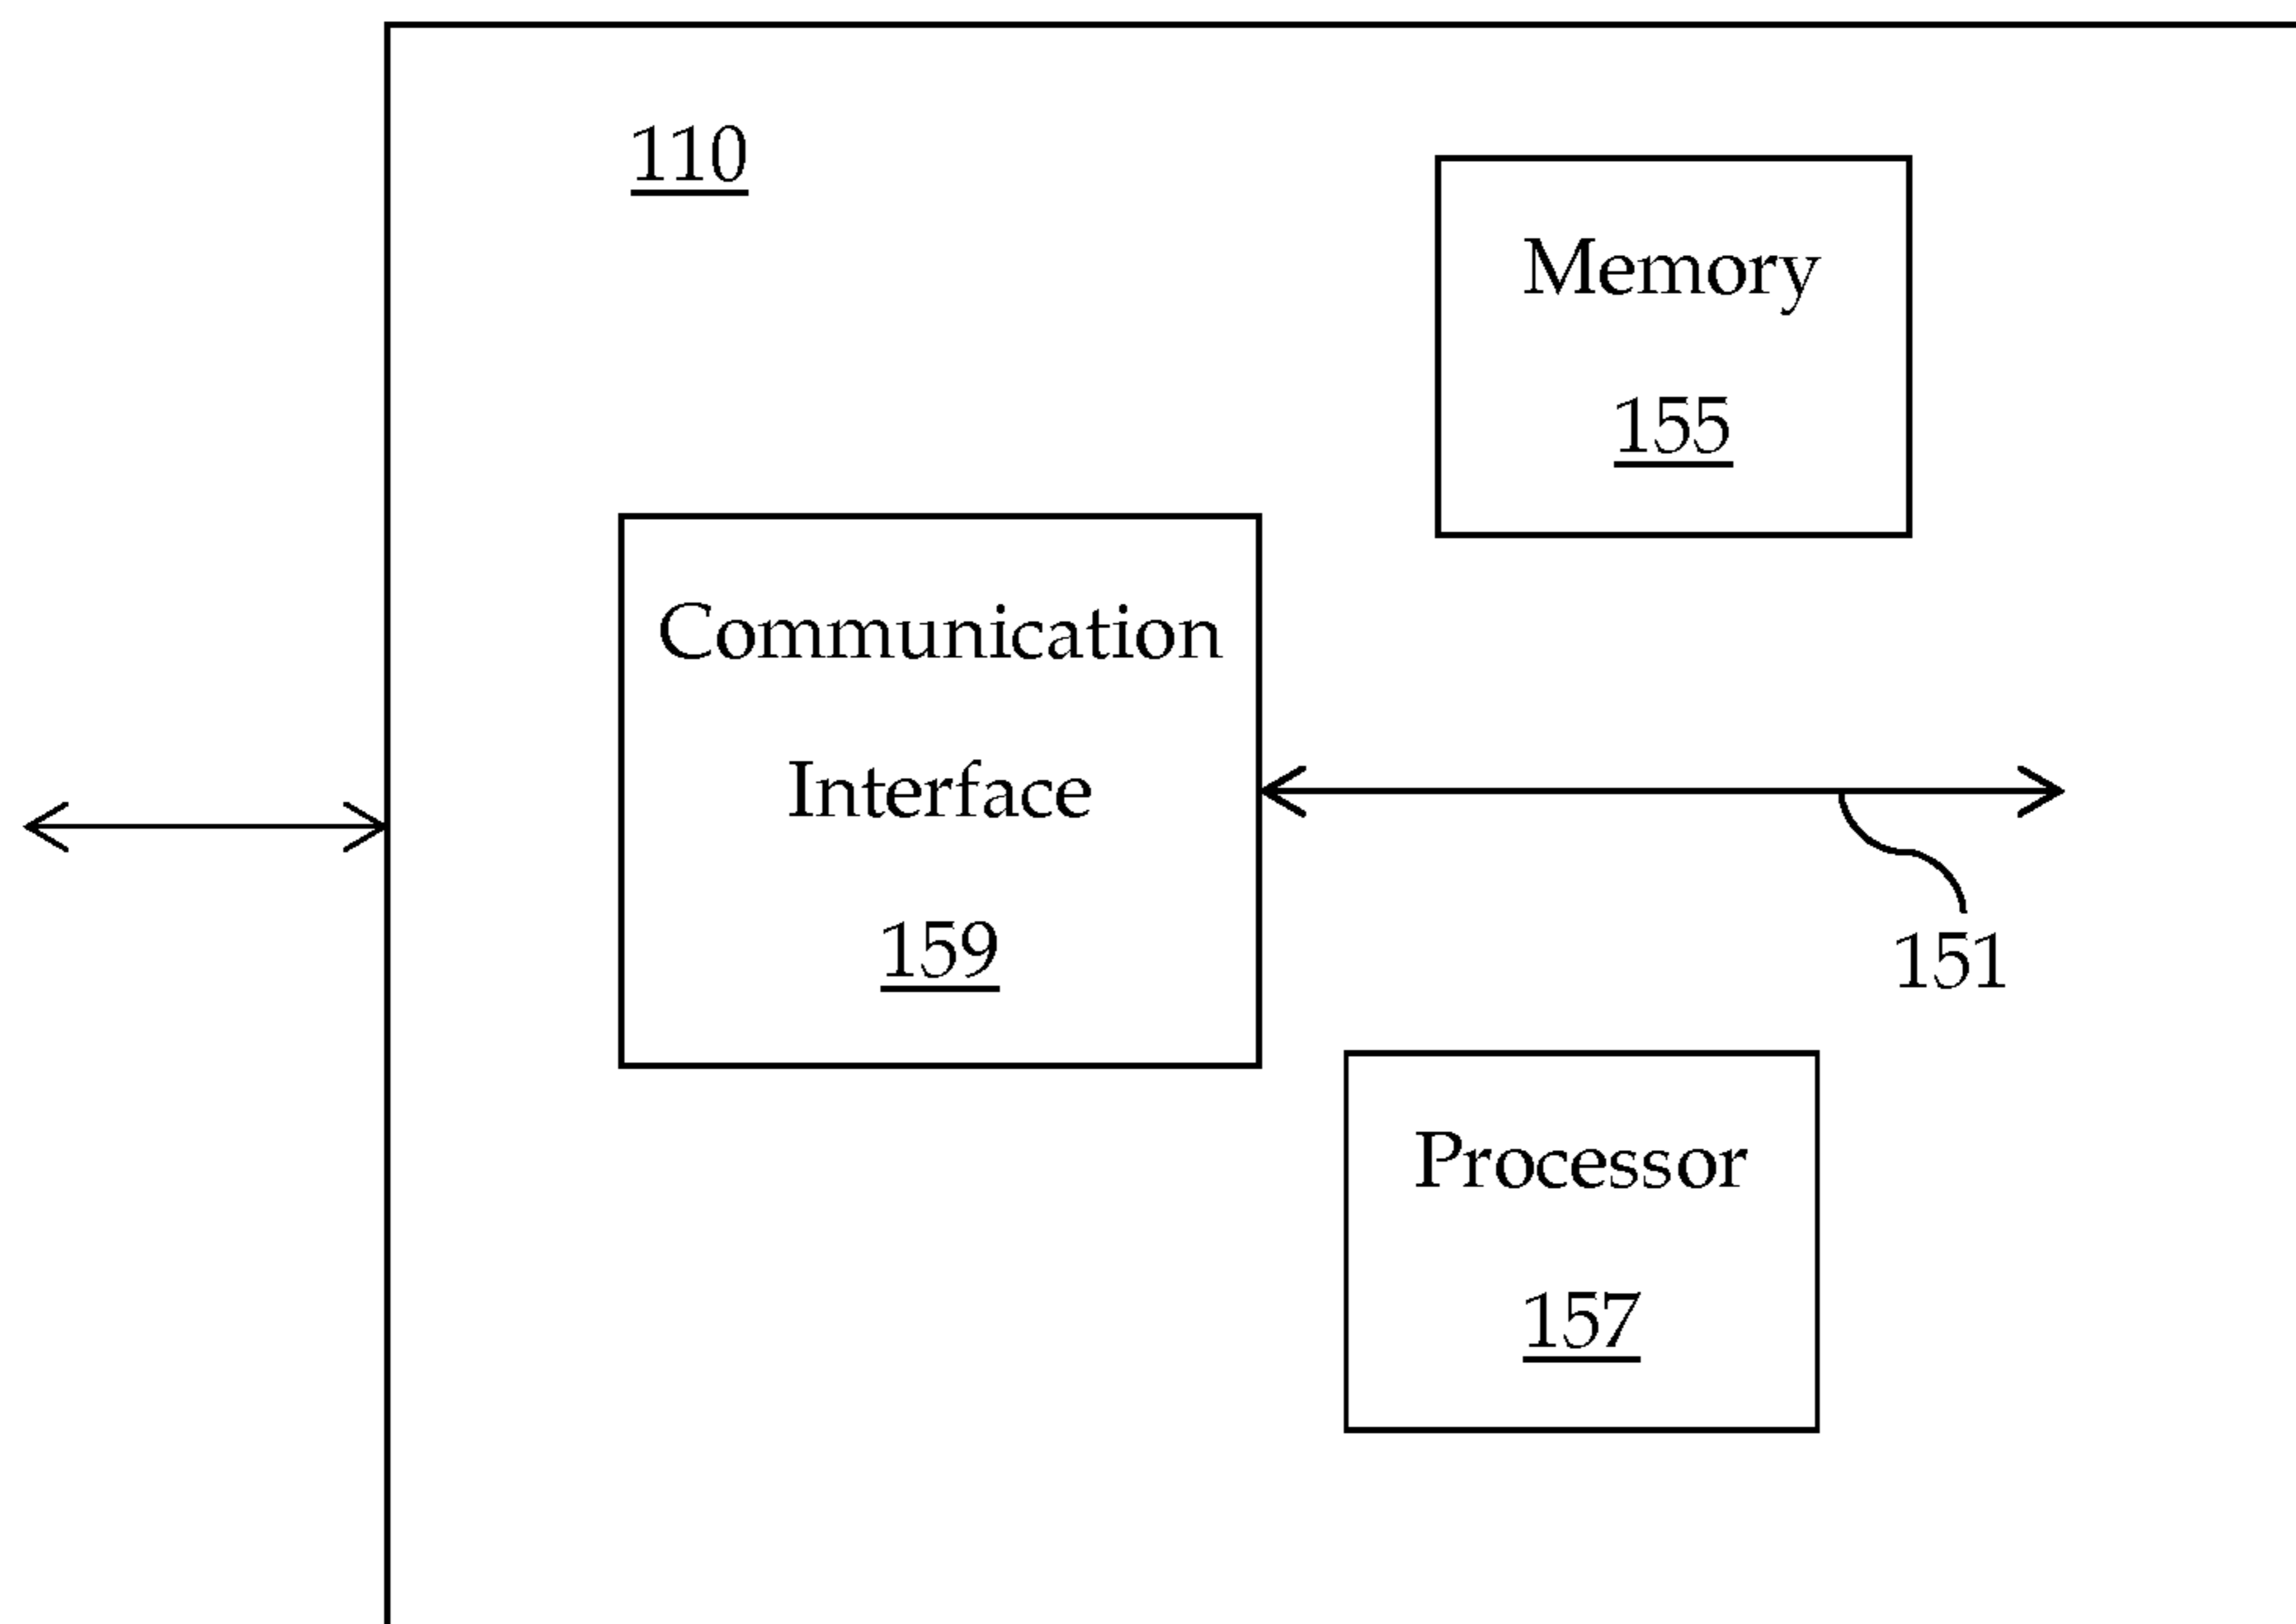 110
Memory
155
Communication
Interface
159
151
Processor
157